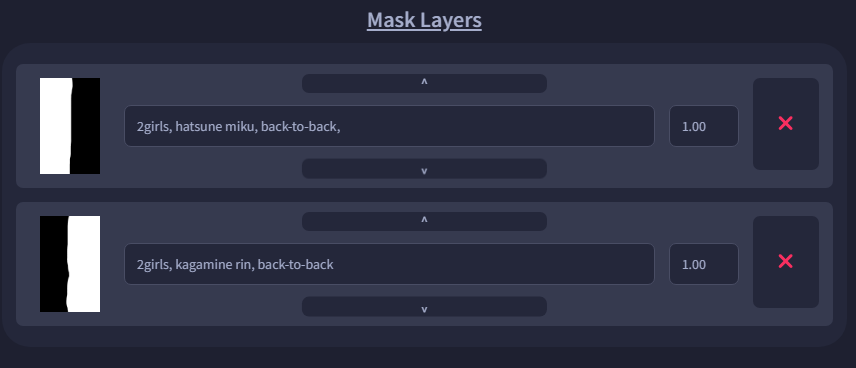 Mask Layers
^
2girls, hatsune miku, back-to-back,
1.00
✕
v
^
2girls, kagamine rin, back-to-back
1.00
✕
v